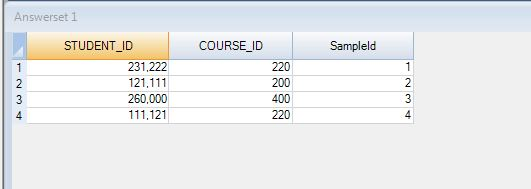 Answerset 1
STUDENT_ID COURSE_ID SampleId
1 231,222 220 1
2 121,111 200 2
3 260,000 400 3
4 111,121 220 4